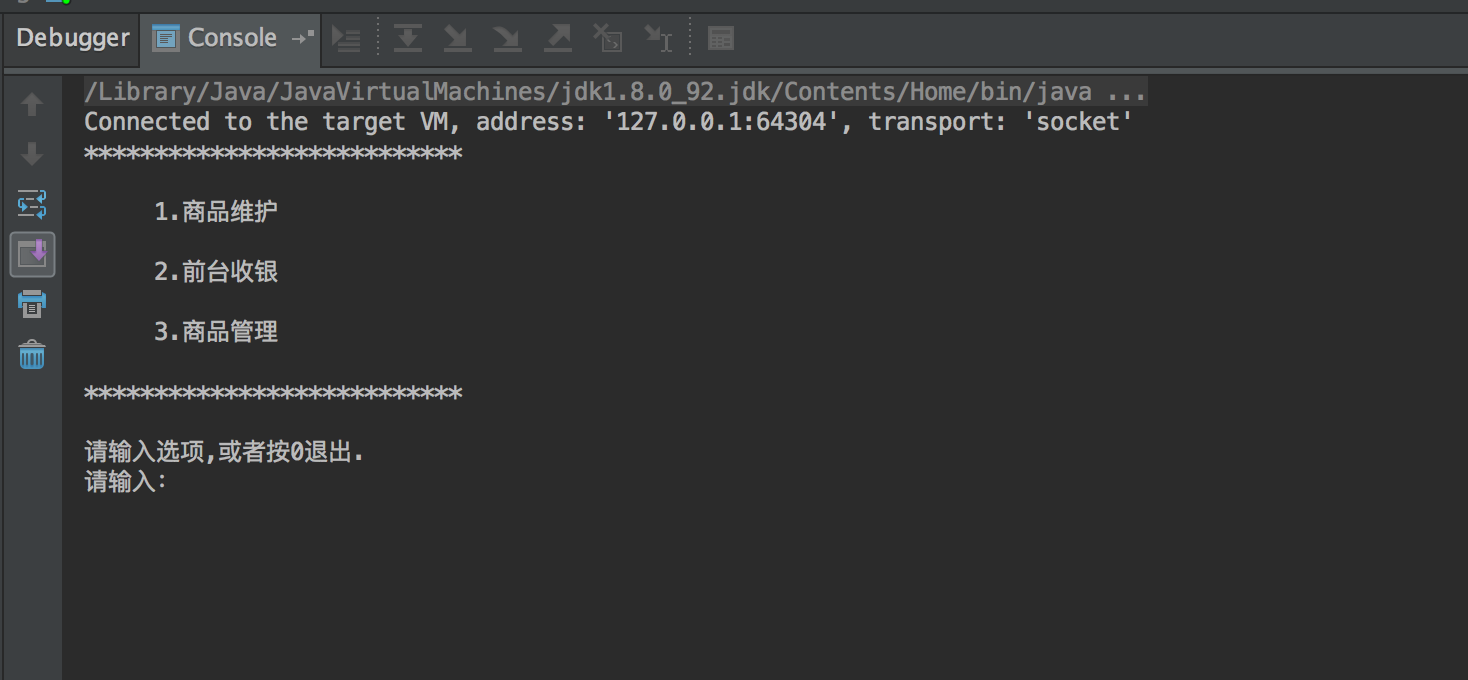 Debugger Console
/Library/Java/JavaVirtualMachines/jdk1.8.0_92.jdk/Contents/Home/bin/java ...
Connected to the target VM, address: '127.0.0.1:64304', transport: 'socket'
***************************
1.商品维护
2.前台收银
3.商品管理
***************************
请输入选项,或者按0退出.
请输入: